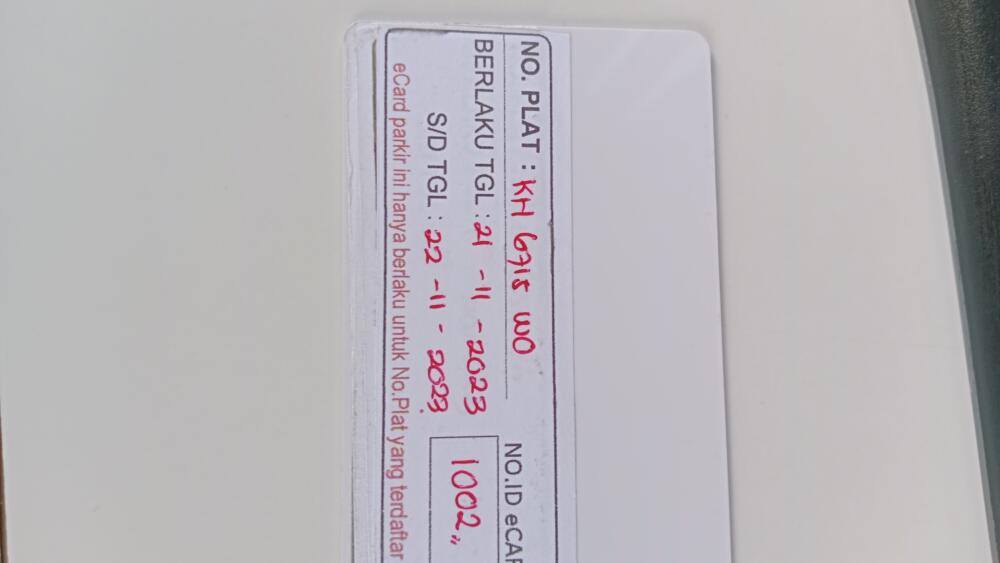 NO. PLAT : KH 6715 WO
BERLAKU TGL : 21 -11 -2023
S/D TGL : 22 -11 - 2023
NO.ID eCAR
1002,,
eCard parkir ini hanya berlaku untuk No.Plat yang terdaftar